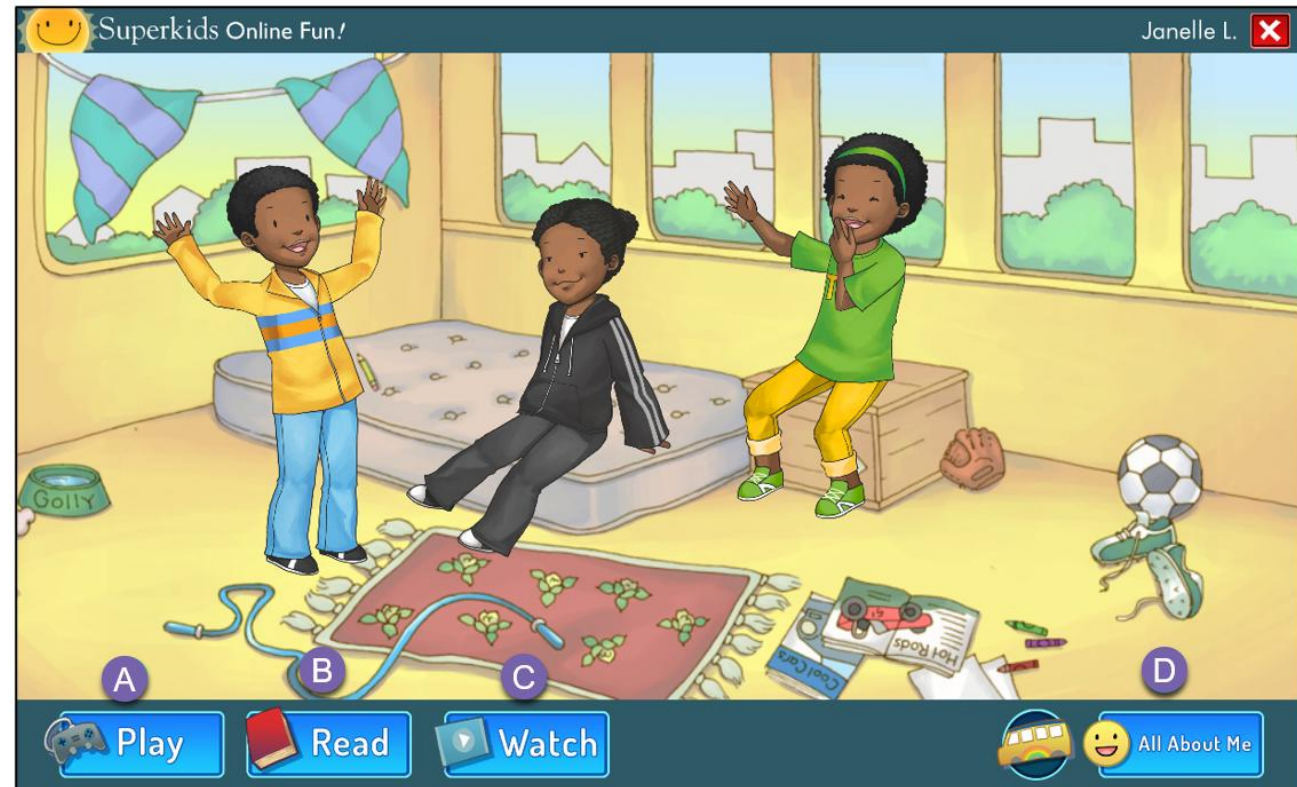 Superkids Online Fun!
Janelle L.
T
GOLLY
Cool Cars
Hot Rods
A
B
C
D
Play
Read
Watch
All About Me